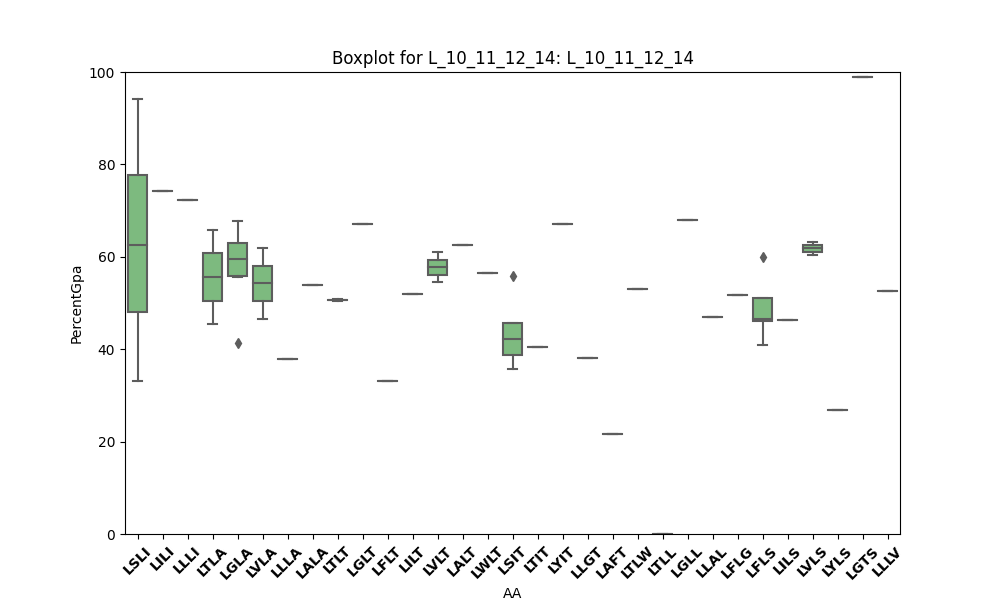 Boxplot for L_10_11_12_14: L_10_11_12_14
PercentGpa
100
80
60
40
20
0
LSLI LILI LLLI LTLA LGLA LVLA LLLA LALA LTLT LGLT LFLT LILT LVLT LALT LWLT LSIT LTIT LYIT LLGT LAFT LTLW LTLL LGLL LLAL LFLG LFLS LILS LVLS LYLS LGTS LLLV
AA